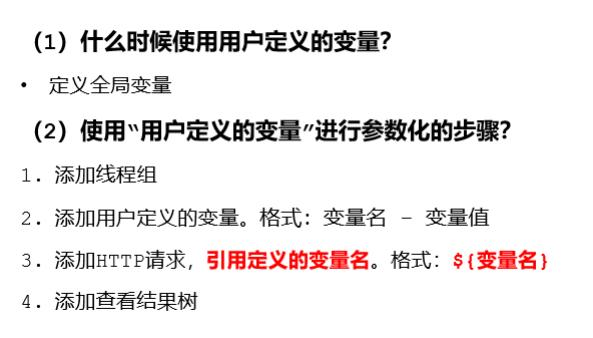 （1）什么时候使用用户定义的变量？
• 定义全局变量
（2）使用“用户定义的变量”进行参数化的步骤？
1. 添加线程组
2. 添加用户定义的变量。格式：变量名 – 变量值
3. 添加HTTP请求，引用定义的变量名。格式：${变量名}
4. 添加查看结果树